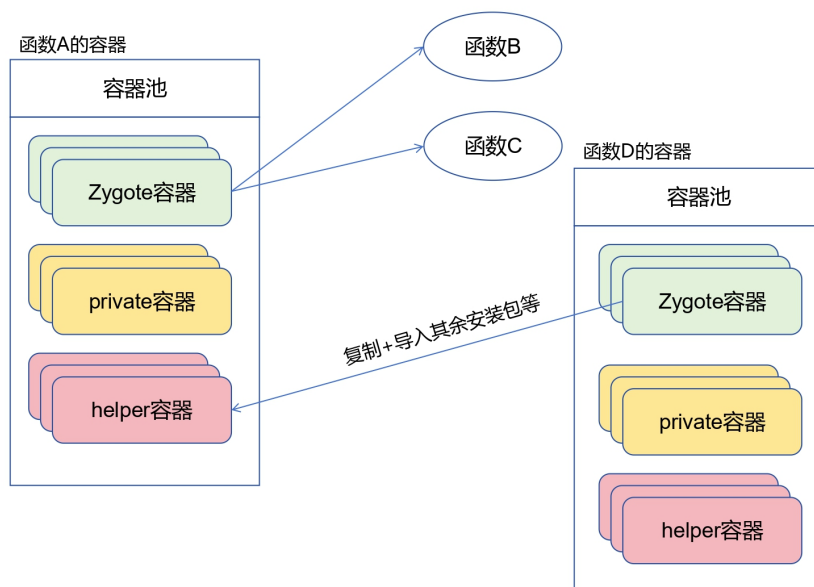 函数A的容器
容器池
Zygote容器
private容器
helper容器
函数B
函数C
复制+导入其余安装包等
函数D的容器
容器池
Zygote容器
private容器
helper容器